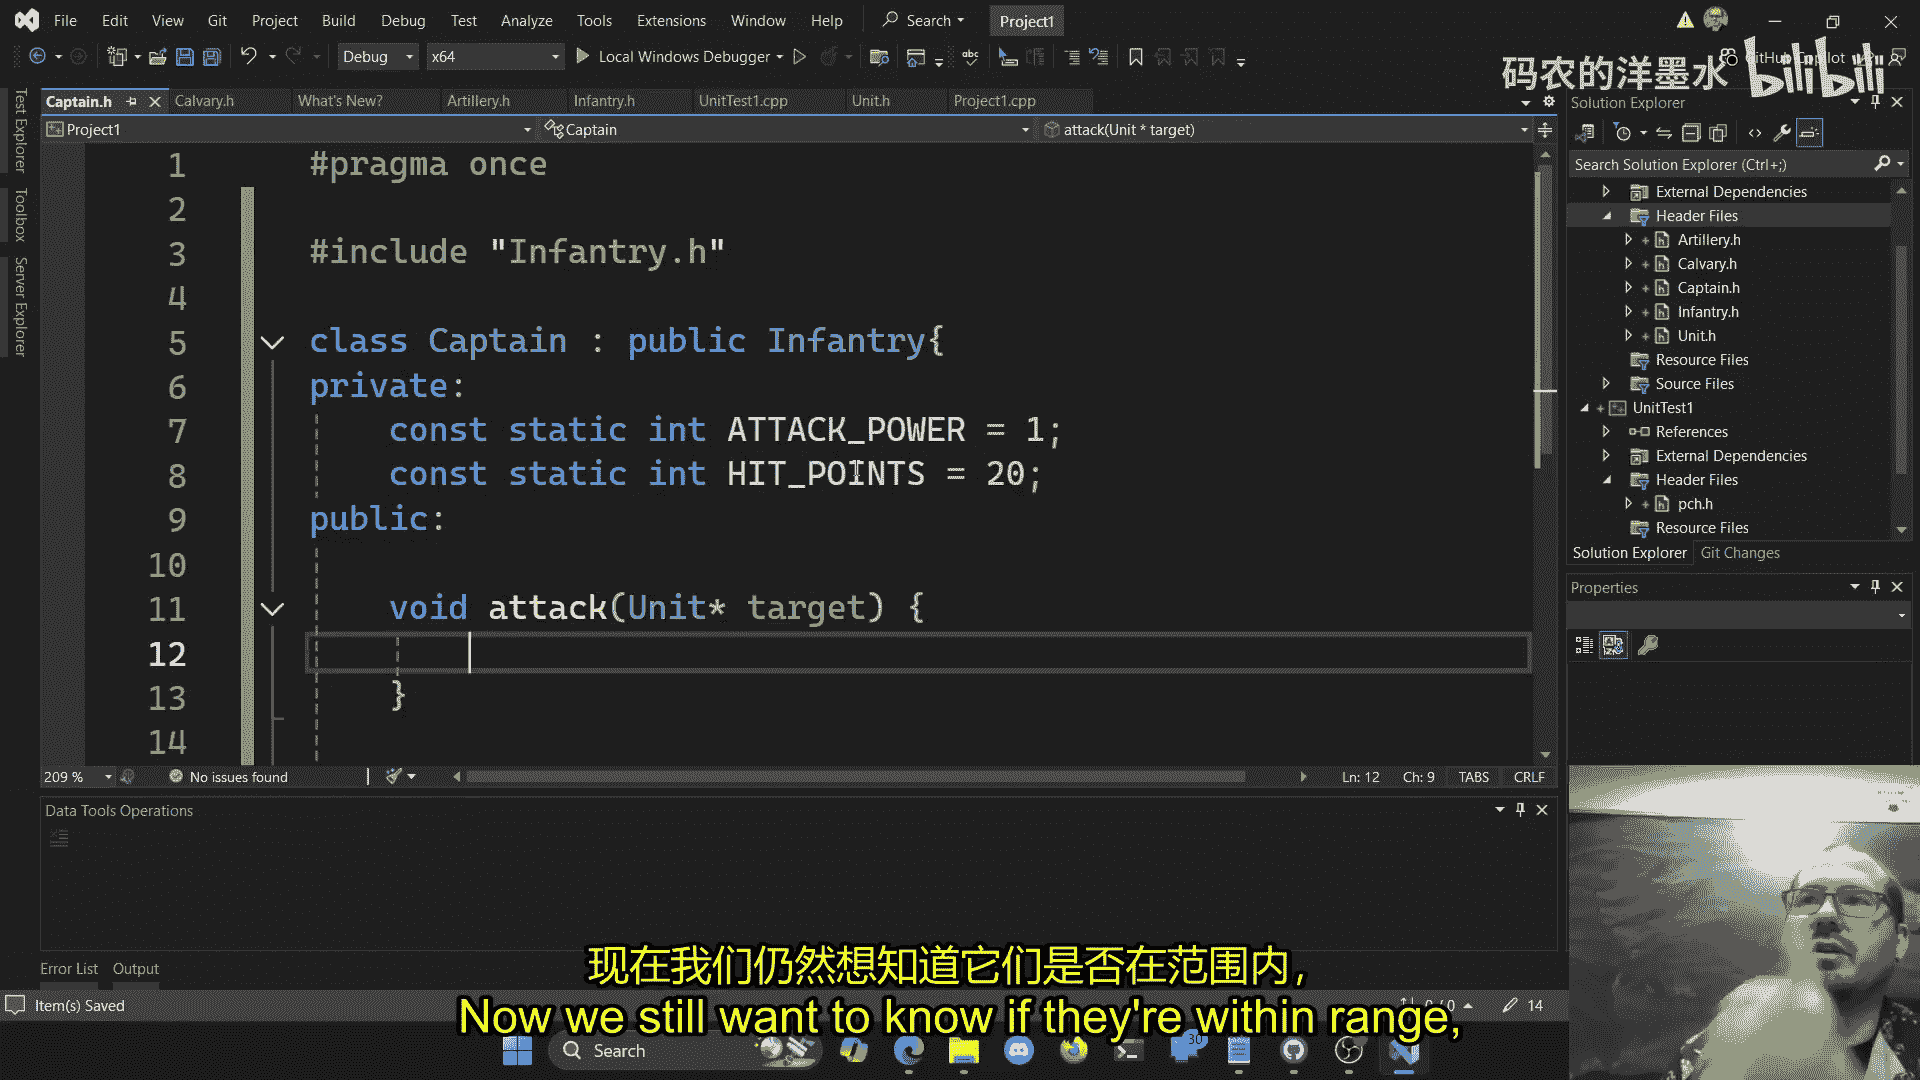 File Edit View Git Project Build Debug Test Analyze Tools Extensions Window Help Search Project1
Debug x64 Local Windows Debugger
码农的洋墨水 bilibili
Captain.h Calvary.h What's New? Artillery.h Infantry.h UnitTest1.cpp Unit.h Project1.cpp
Project1 Captain attack(Unit * target)
Test Explorer
Toolbox
Server Explorer
1 #pragma once
2
3 #include "Infantry.h"
4
5 class Captain : public Infantry{
6 private:
7 const static int ATTACK_POWER = 1;
8 const static int HIT_POINTS = 20;
9 public:
10
11 void attack(Unit* target) {
12
13 }
14
209 % No issues found Ln: 12 Ch: 9 TABS CRLF
Solution Explorer
Search Solution Explorer (Ctrl+;)
External Dependencies
Header Files
Artillery.h
Calvary.h
Captain.h
Infantry.h
Unit.h
Resource Files
Source Files
UnitTest1
References
External Dependencies
Header Files
pch.h
Resource Files
Solution Explorer Git Changes
Properties
Data Tools Operations
Error List Output
Item(s) Saved 0 / 0 14
现在我们仍然想知道它们是否在范围内，
Now we still want to know if they're within range,
Search
30